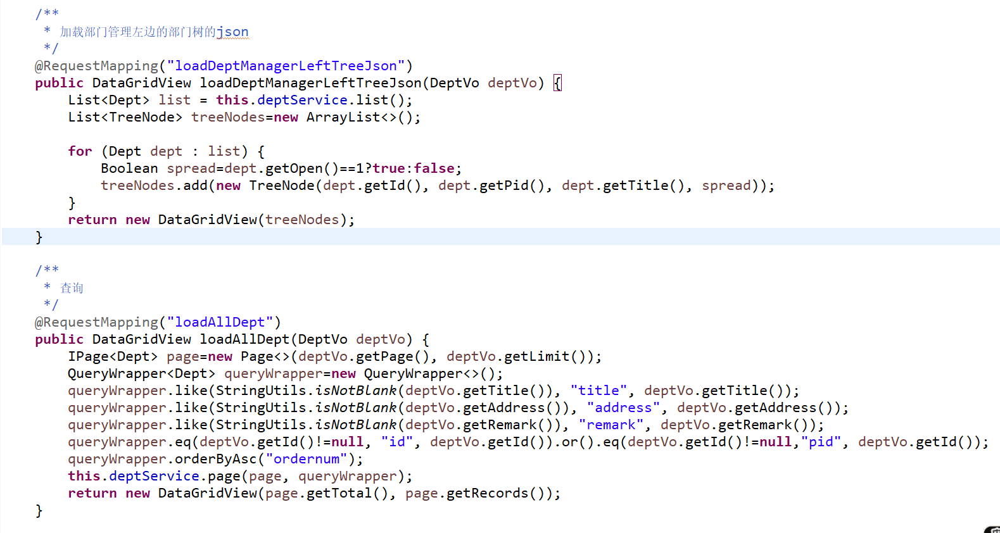 /**
 * 加载部门管理左边的部门树的json
 */
@RequestMapping("loadDeptManagerLeftTreeJson")
public DataGridView loadDeptManagerLeftTreeJson(DeptVo deptVo) {
    List<Dept> list = this.deptService.list();
    List<TreeNode> treeNodes=new ArrayList<>();

    for (Dept dept : list) {
        Boolean spread=dept.getOpen()==1?true:false;
        treeNodes.add(new TreeNode(dept.getId(), dept.getPid(), dept.getTitle(), spread));
    }
    return new DataGridView(treeNodes);
}

/**
 * 查询
 */
@RequestMapping("loadAllDept")
public DataGridView loadAllDept(DeptVo deptVo) {
    IPage<Dept> page=new Page<>(deptVo.getPage(), deptVo.getLimit());
    QueryWrapper<Dept> queryWrapper=new QueryWrapper<>();
    queryWrapper.like(StringUtils.isNotBlank(deptVo.getTitle()), "title", deptVo.getTitle());
    queryWrapper.like(StringUtils.isNotBlank(deptVo.getAddress()), "address", deptVo.getAddress());
    queryWrapper.like(StringUtils.isNotBlank(deptVo.getRemark()), "remark", deptVo.getRemark());
    queryWrapper.eq(deptVo.getId()!=null, "id", deptVo.getId()).or().eq(deptVo.getId()!=null,"pid", deptVo.getId());
    queryWrapper.orderByAsc("ordernum");
    this.deptService.page(page, queryWrapper);
    return new DataGridView(page.getTotal(), page.getRecords());
}